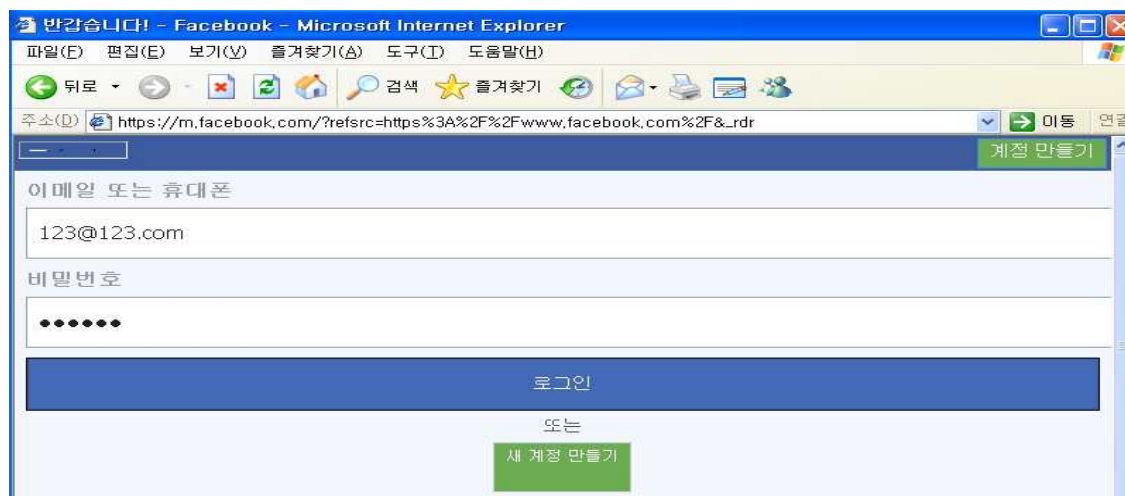 반갑습니다! - Facebook - Microsoft Internet Explorer
파일(F) 편집(E) 보기(V) 즐겨찾기(A) 도구(T) 도움말(H)
뒤로 검색 즐겨찾기
주소(D) https://m.facebook.com/?refsrc=https%3A%2F%2Fwww.facebook.com%2F&_rdr 이동 연결
계정 만들기
이메일 또는 휴대폰
123@123.com
비밀번호
••••••
로그인
또는
새 계정 만들기